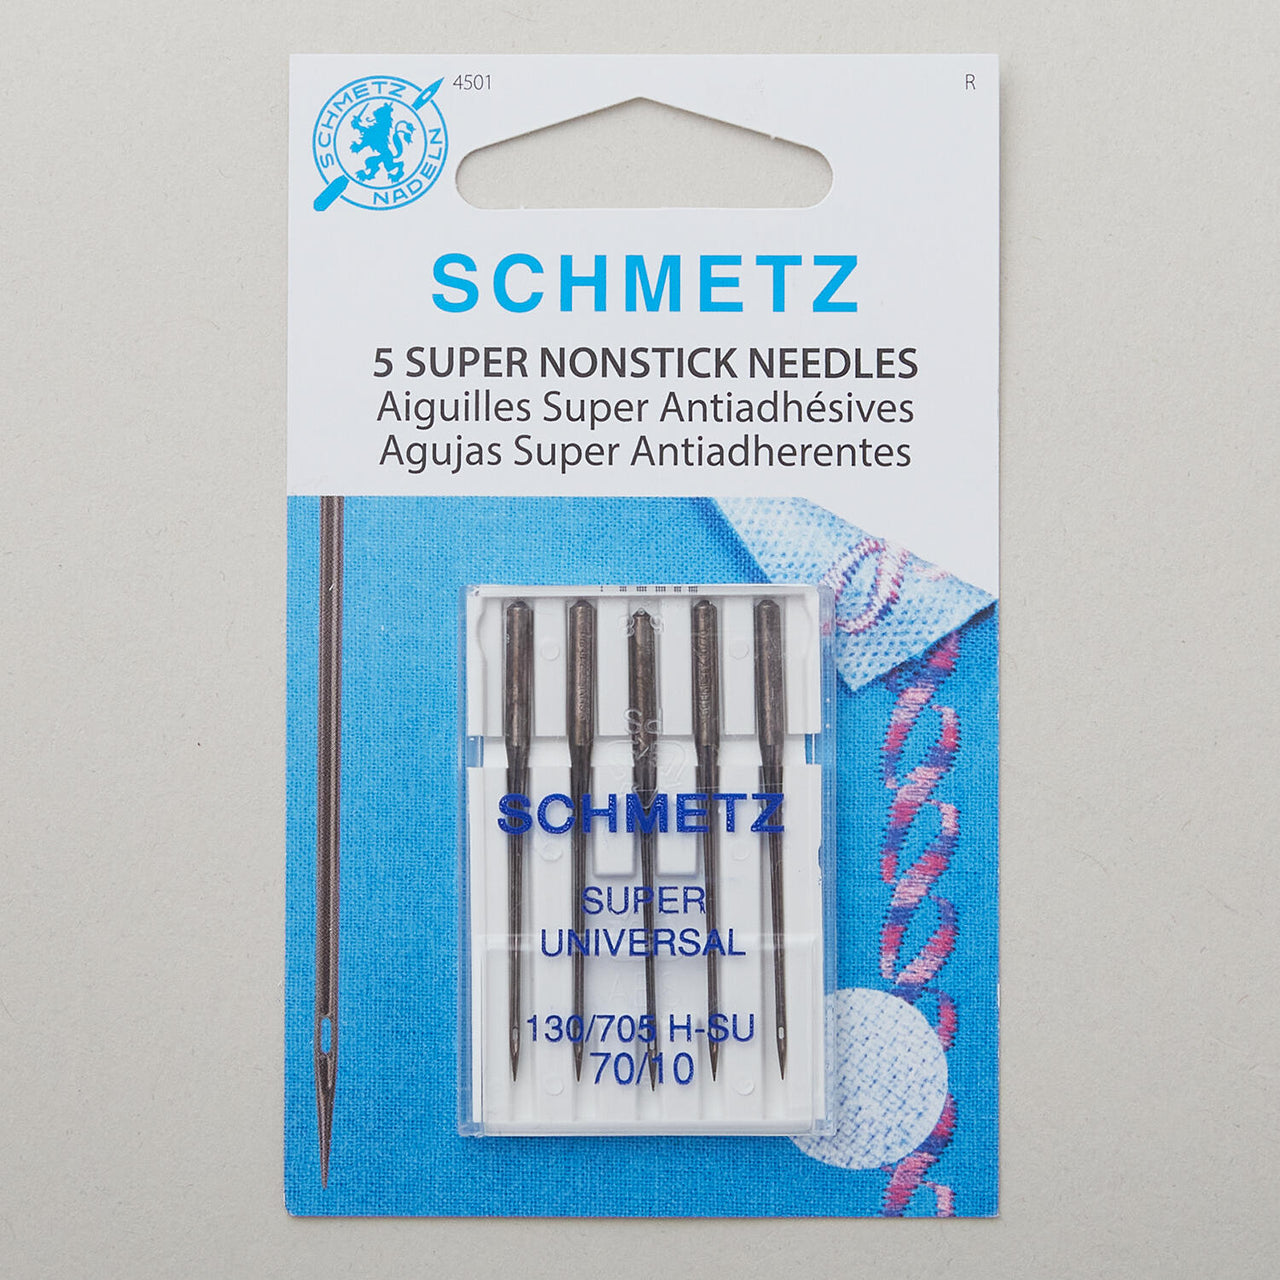 SCHMETZ
NADELN
4501
R
SCHMETZ
5 SUPER NONSTICK NEEDLES
Aiguilles Super Antiadhésives
Agujas Super Antiadherentes
SCHMETZ
SUPER
UNIVERSAL
130/705 H-SU
70/10